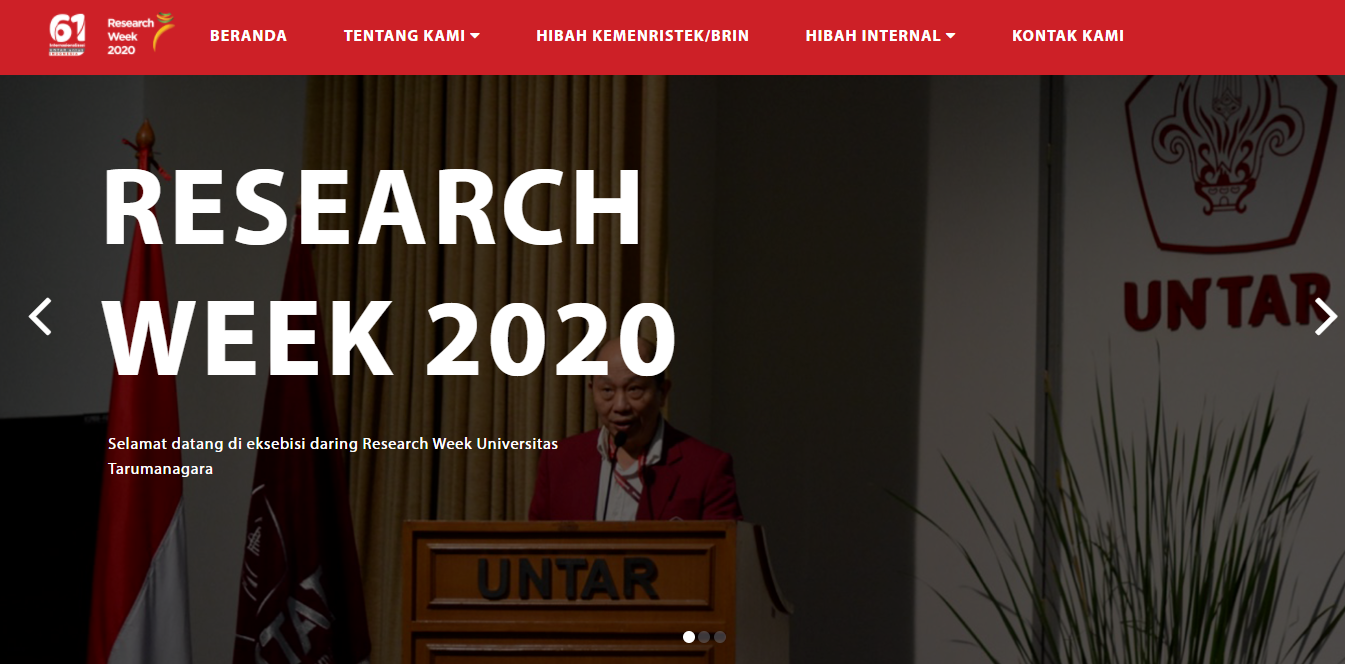 61
Research
Week
2020
BERANDA
TENTANG KAMI
HIBAH KEMENRISTEK/BRIN
HIBAH INTERNAL
KONTAK KAMI
RESEARCH
WEEK 2020
Selamat datang di eksebisi daring Research Week Universitas
Tarumanagara
UNTAR
UNTAR